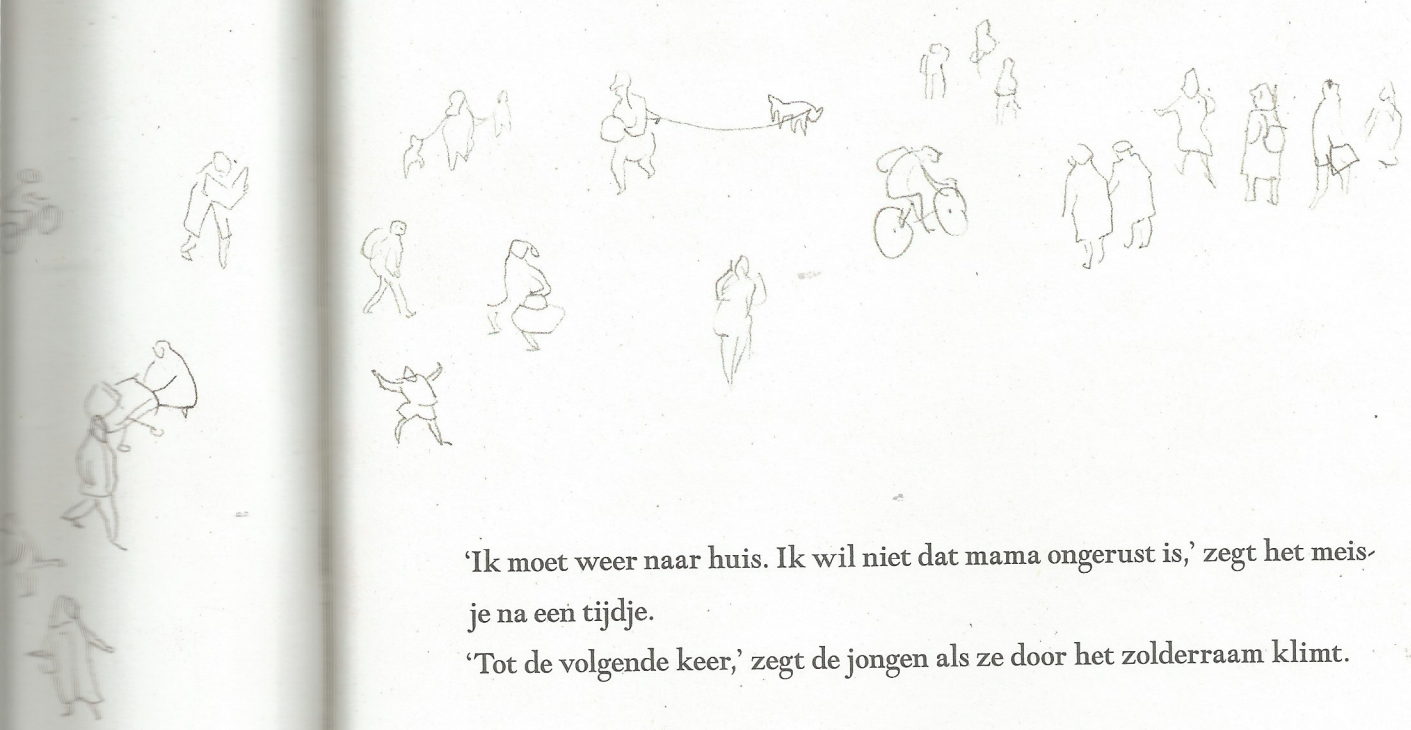 ‘Ik moet weer naar huis. Ik wil niet dat mama ongerust is,’ zegt het meis-
je na een tijdje.
‘Tot de volgende keer,’ zegt de jongen als ze door het zolderraam klimt.